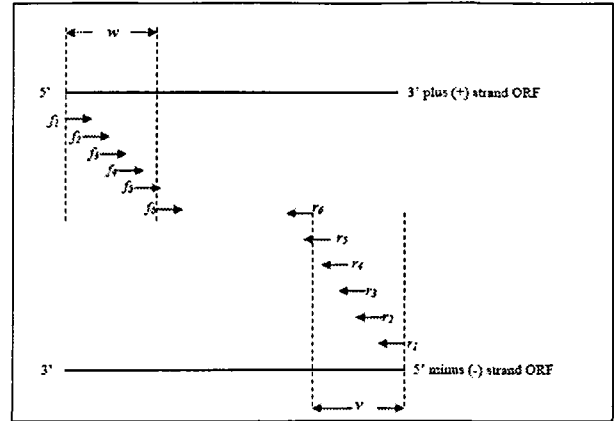 w
5' 3' plus (+) strand ORF
f1
f2
f3
f4
f5
f6
r6
r5
r4
r3
r2
r1
3' 5' minus (-) strand ORF
v